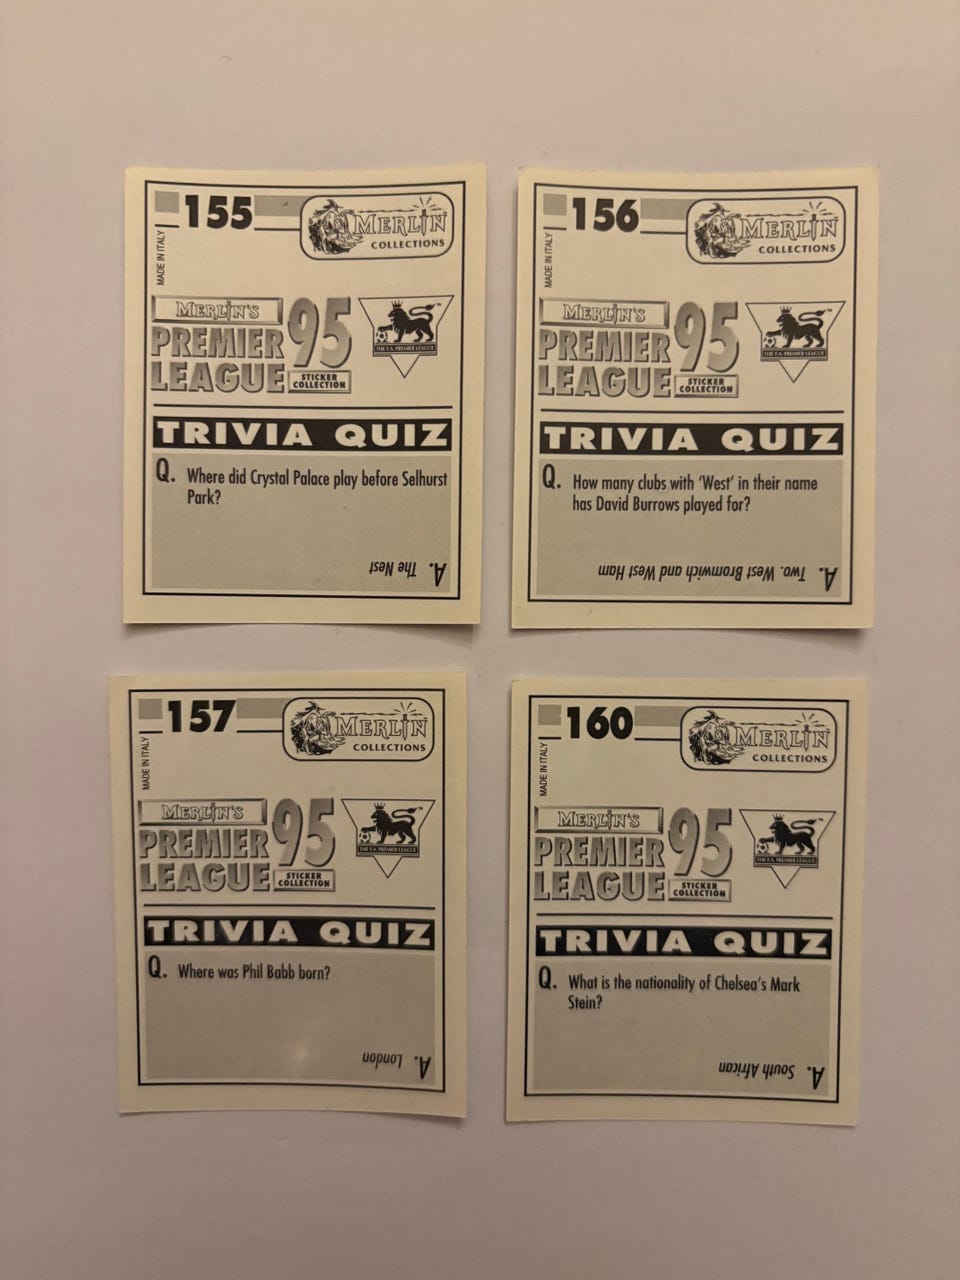 155
MERLIN
COLLECTIONS
MADE IN ITALY
MERLIN'S
PREMIER
LEAGUE
95
STICKER
COLLECTION
THE F.A. PREMIER LEAGUE
TRIVIA QUIZ
Q. Where did Crystal Palace play before Selhurst
Park?
A. The Nest
156
MERLIN
COLLECTIONS
MADE IN ITALY
MERLIN'S
PREMIER
LEAGUE
95
STICKER
COLLECTION
THE F.A. PREMIER LEAGUE
TRIVIA QUIZ
Q. How many clubs with 'West' in their name
has David Burrows played for?
A. Two. West Bromwich and West Ham
157
MERLIN
COLLECTIONS
MADE IN ITALY
MERLIN'S
PREMIER
LEAGUE
95
STICKER
COLLECTION
THE F.A. PREMIER LEAGUE
TRIVIA QUIZ
Q. Where was Phil Babb born?
A. London
160
MERLIN
COLLECTIONS
MADE IN ITALY
MERLIN'S
PREMIER
LEAGUE
95
STICKER
COLLECTION
THE F.A. PREMIER LEAGUE
TRIVIA QUIZ
Q. What is the nationality of Chelsea's Mark
Stein?
A. South African